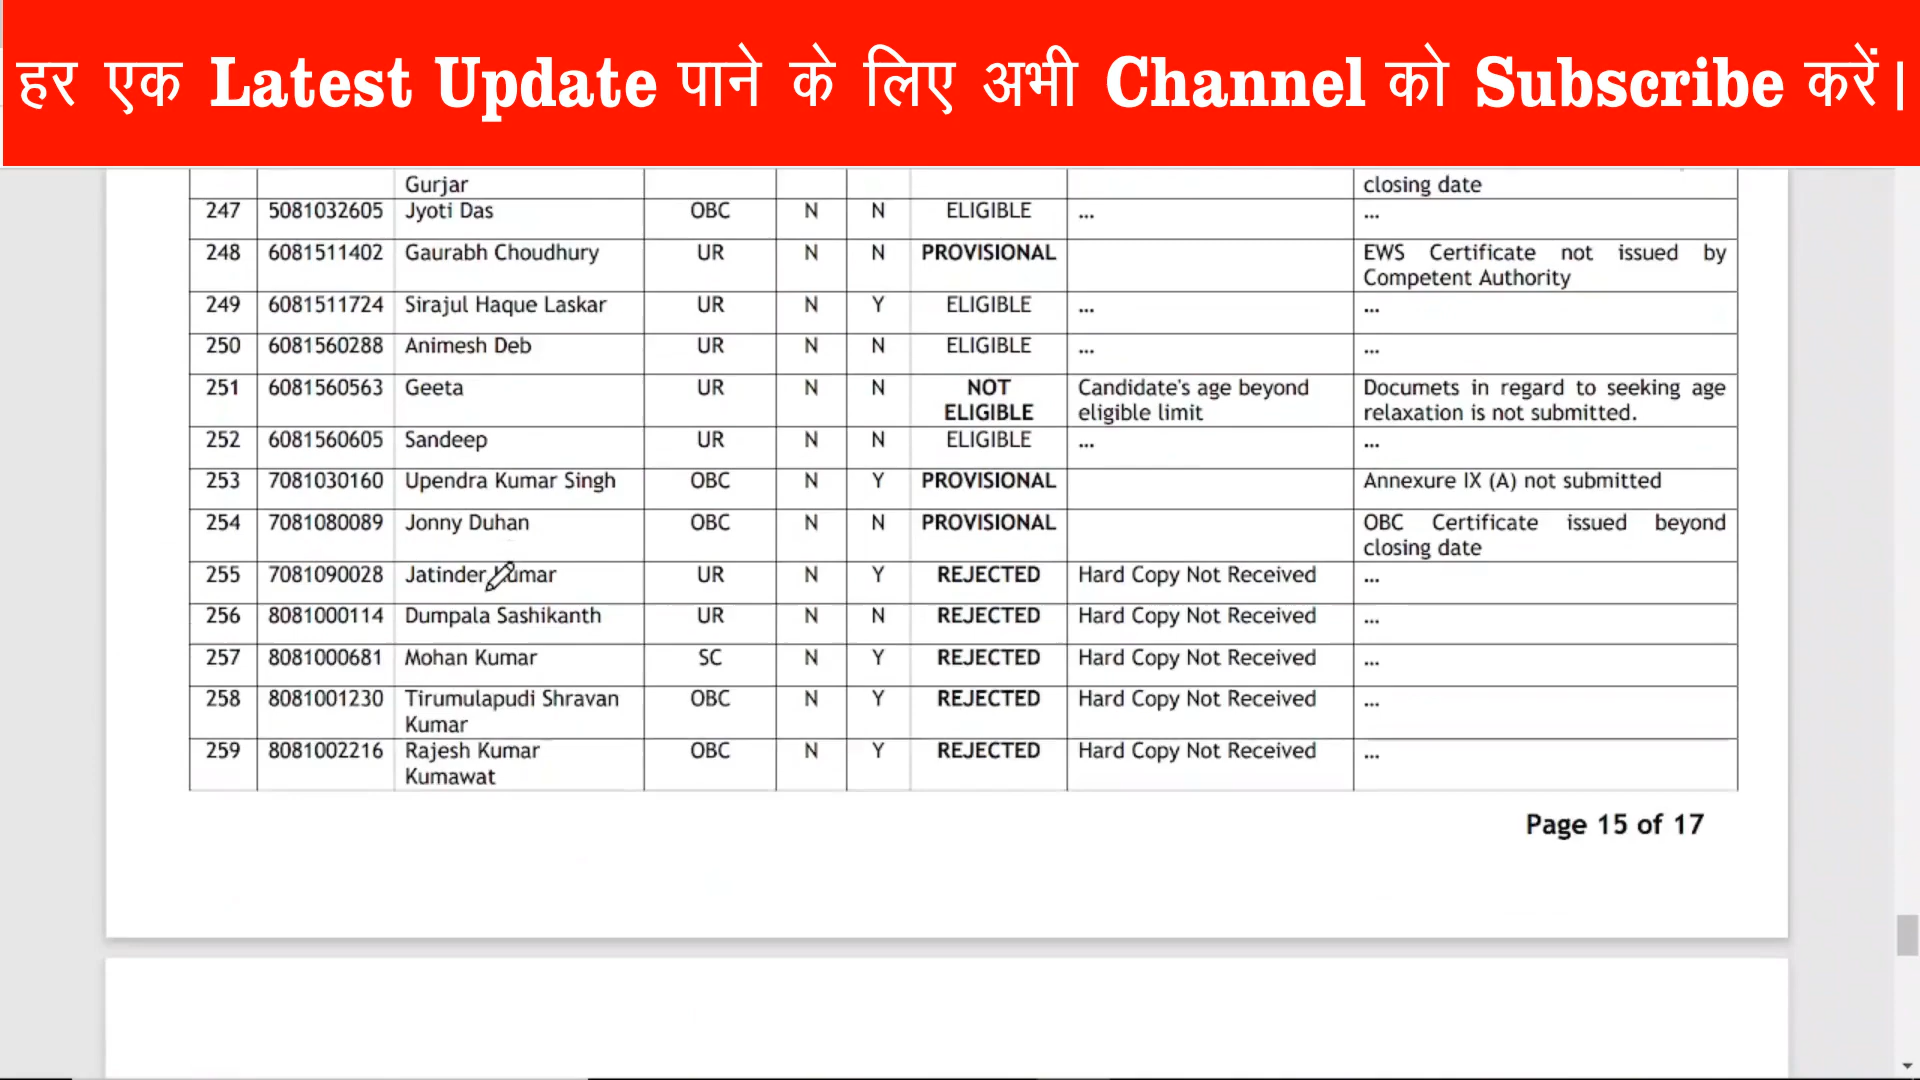 हर एक Latest Update पाने के लिए अभी Channel को Subscribe करें।
Gurjar closing date
247 5081032605 Jyoti Das OBC N N ELIGIBLE ... ...
248 6081511402 Gaurabh Choudhury UR N N PROVISIONAL EWS Certificate not issued by
Competent Authority
249 6081511724 Sirajul Haque Laskar UR N Y ELIGIBLE ... ...
250 6081560288 Animesh Deb UR N N ELIGIBLE ... ...
251 6081560563 Geeta UR N N NOT Candidate's age beyond Documets in regard to seeking age
ELIGIBLE eligible limit relaxation is not submitted.
252 6081560605 Sandeep UR N N ELIGIBLE ... ...
253 7081030160 Upendra Kumar Singh OBC N Y PROVISIONAL Annexure IX (A) not submitted
254 7081080089 Jonny Duhan OBC N N PROVISIONAL OBC Certificate issued beyond
closing date
255 7081090028 Jatinder Kumar UR N Y REJECTED Hard Copy Not Received ...
256 8081000114 Dumpala Sashikanth UR N N REJECTED Hard Copy Not Received ...
257 8081000681 Mohan Kumar SC N Y REJECTED Hard Copy Not Received ...
258 8081001230 Tirumulapudi Shravan OBC N Y REJECTED Hard Copy Not Received ...
Kumar
259 8081002216 Rajesh Kumar OBC N Y REJECTED Hard Copy Not Received ...
Kumawat
Page 15 of 17